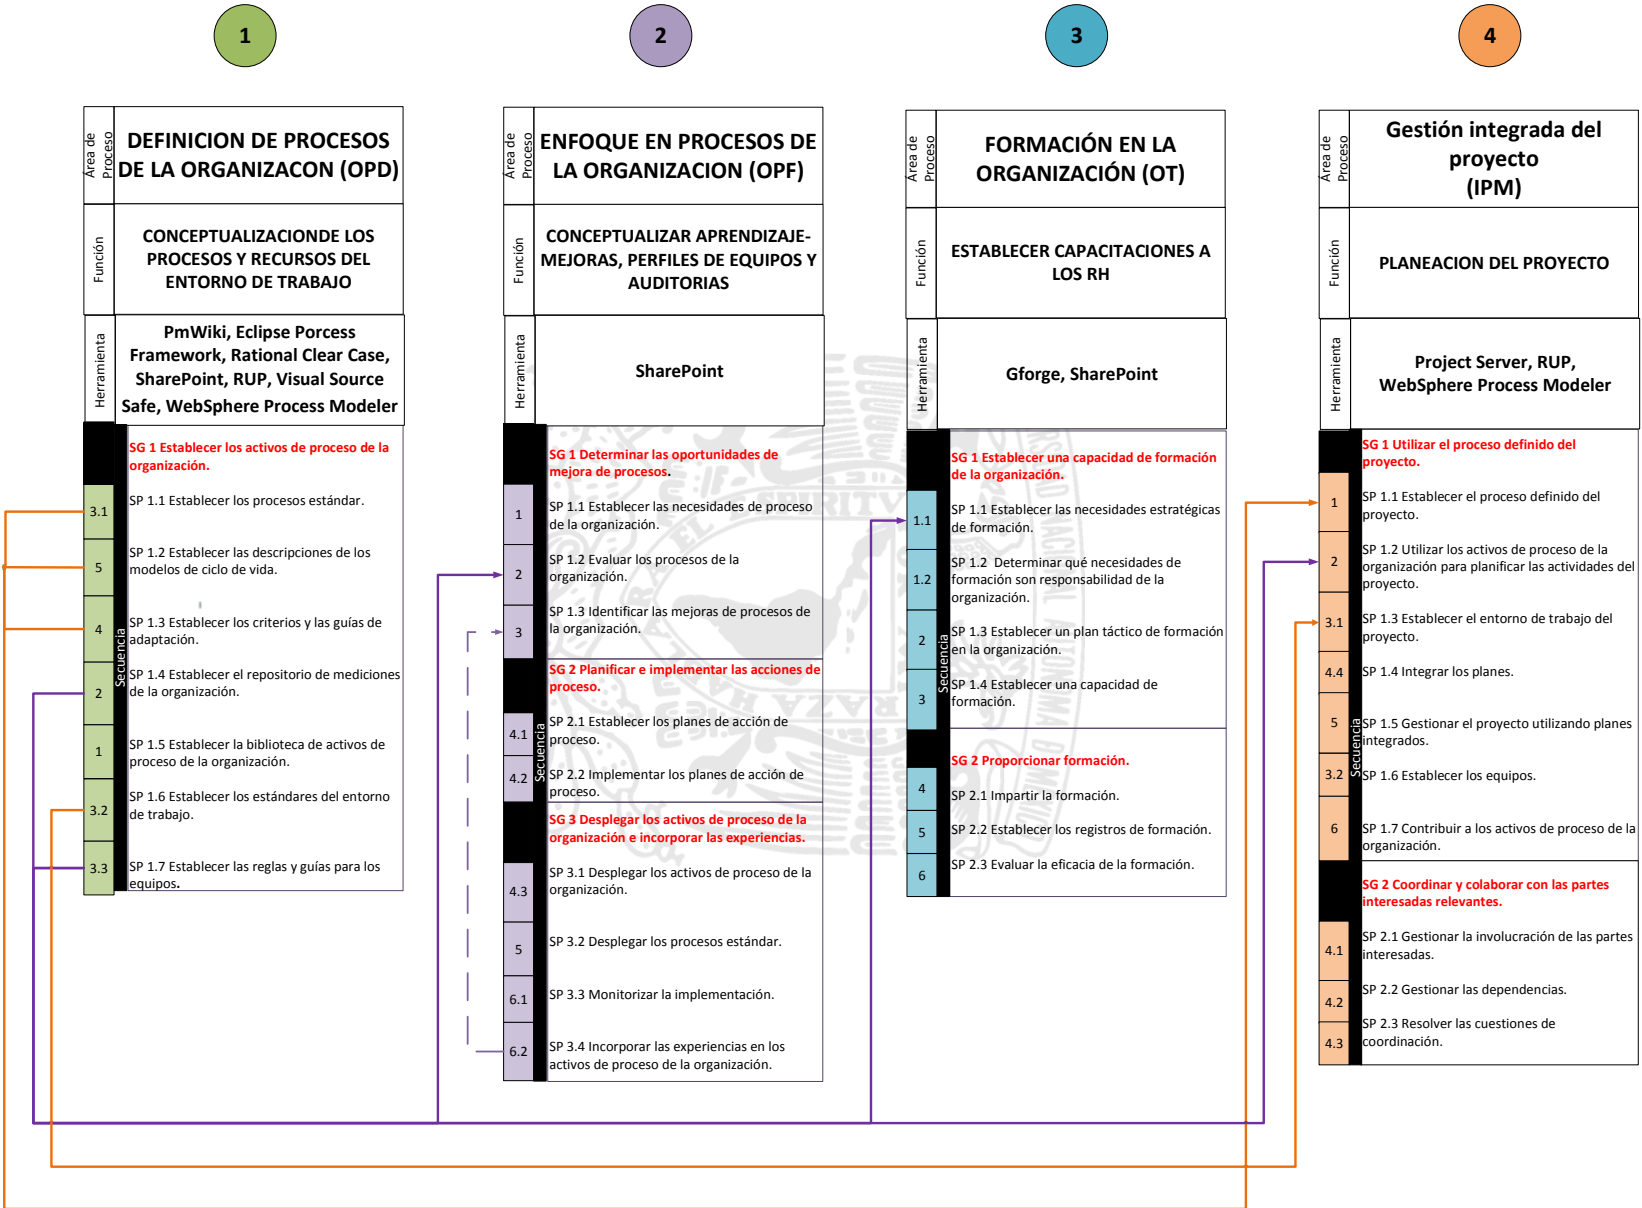 1
2
3
4
Área de
Proceso
DEFINICION DE PROCESOS
DE LA ORGANIZACON (OPD)
Función
CONCEPTUALIZACIONDE LOS
PROCESOS Y RECURSOS DEL
ENTORNO DE TRABAJO
Herramienta
PmWiki, Eclipse Porcess
Framework, Rational Clear Case,
SharePoint, RUP, Visual Source
Safe, WebSphere Process Modeler
Secuencia
SG 1 Establecer los activos de proceso de la
organización.
3.1
SP 1.1 Establecer los procesos estándar.
5
SP 1.2 Establecer las descripciones de los
modelos de ciclo de vida.
4
SP 1.3 Establecer los criterios y las guías de
adaptación.
2
SP 1.4 Establecer el repositorio de mediciones
de la organización.
1
SP 1.5 Establecer la biblioteca de activos de
proceso de la organización.
3.2
SP 1.6 Establecer los estándares del entorno
de trabajo.
3.3
SP 1.7 Establecer las reglas y guías para los
equipos.
Área de
Proceso
ENFOQUE EN PROCESOS DE
LA ORGANIZACION (OPF)
Función
CONCEPTUALIZAR APRENDIZAJE-
MEJORAS, PERFILES DE EQUIPOS Y
AUDITORIAS
Herramienta
SharePoint
Secuencia
SG 1 Determinar las oportunidades de
mejora de procesos.
1
SP 1.1 Establecer las necesidades de proceso
de la organización.
2
SP 1.2 Evaluar los procesos de la
organización.
3
SP 1.3 Identificar las mejoras de procesos de
la organización.
SG 2 Planificar e implementar las acciones de
proceso.
4.1
SP 2.1 Establecer los planes de acción de
proceso.
4.2
SP 2.2 Implementar los planes de acción de
proceso.
SG 3 Desplegar los activos de proceso de la
organización e incorporar las experiencias.
4.3
SP 3.1 Desplegar los activos de proceso de la
organización.
5
SP 3.2 Desplegar los procesos estándar.
6.1
SP 3.3 Monitorizar la implementación.
6.2
SP 3.4 Incorporar las experiencias en los
activos de proceso de la organización.
Área de
Proceso
FORMACIÓN EN LA
ORGANIZACIÓN (OT)
Función
ESTABLECER CAPACITACIONES A
LOS RH
Herramienta
Gforge, SharePoint
Secuencia
SG 1 Establecer una capacidad de formación
de la organización.
1.1
SP 1.1 Establecer las necesidades estratégicas
de formación.
1.2
SP 1.2 Determinar qué necesidades de
formación son responsabilidad de la
organización.
2
SP 1.3 Establecer un plan táctico de formación
en la organización.
3
SP 1.4 Establecer una capacidad de
formación.
SG 2 Proporcionar formación.
4
SP 2.1 Impartir la formación.
5
SP 2.2 Establecer los registros de formación.
6
SP 2.3 Evaluar la eficacia de la formación.
Área de
Proceso
Gestión integrada del
proyecto
(IPM)
Función
PLANEACION DEL PROYECTO
Herramienta
Project Server, RUP,
WebSphere Process Modeler
Secuencia
SG 1 Utilizar el proceso definido del
proyecto.
1
SP 1.1 Establecer el proceso definido del
proyecto.
2
SP 1.2 Utilizar los activos de proceso de la
organización para planificar las actividades del
proyecto.
3.1
SP 1.3 Establecer el entorno de trabajo del
proyecto.
4.4
SP 1.4 Integrar los planes.
5
SP 1.5 Gestionar el proyecto utilizando planes
integrados.
3.2
SP 1.6 Establecer los equipos.
6
SP 1.7 Contribuir a los activos de proceso de la
organización.
SG 2 Coordinar y colaborar con las partes
interesadas relevantes.
4.1
SP 2.1 Gestionar la involucración de las partes
interesadas.
4.2
SP 2.2 Gestionar las dependencias.
4.3
SP 2.3 Resolver las cuestiones de
coordinación.